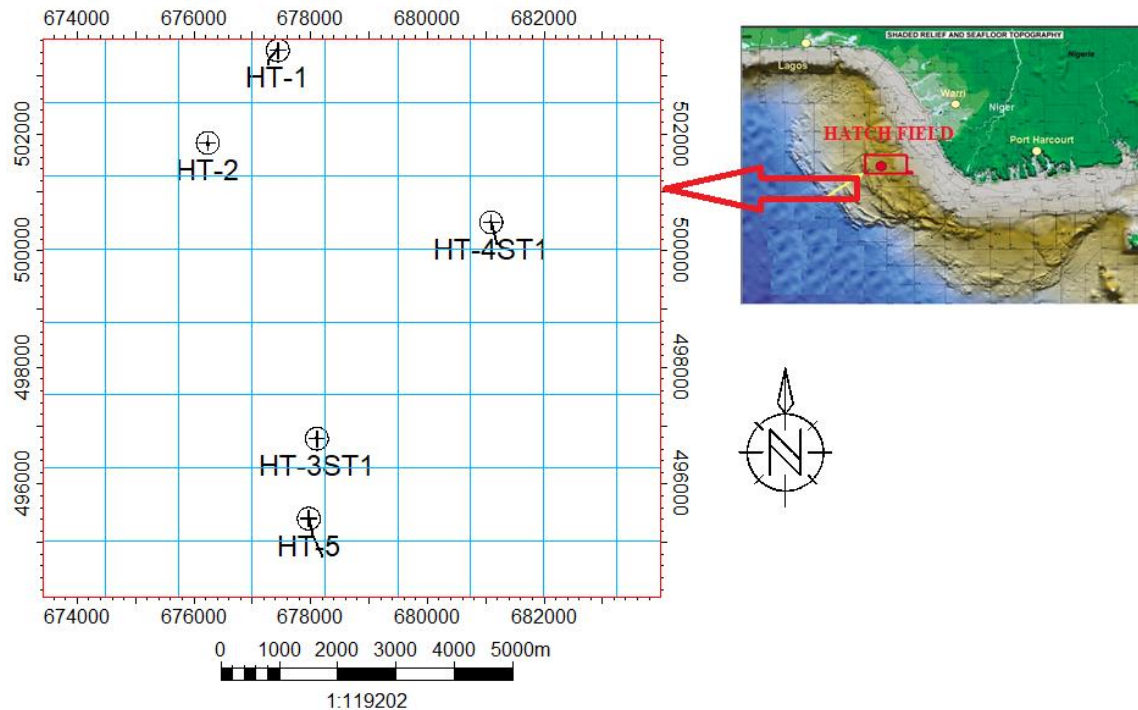 674000 676000 678000 680000 682000
HT-1
502000 502000
HT-2
HT-4ST1
500000 500000
498000 498000
HT-3ST1
496000 496000
HT-5
674000 676000 678000 680000 682000
0 1000 2000 3000 4000 5000m
1:119202
SHADED RELIEF AND SEAFLOOR TOPOGRAPHY
Nigeria
Lagos
Warri
Niger
HATCH FIELD
Port Harcourt
N